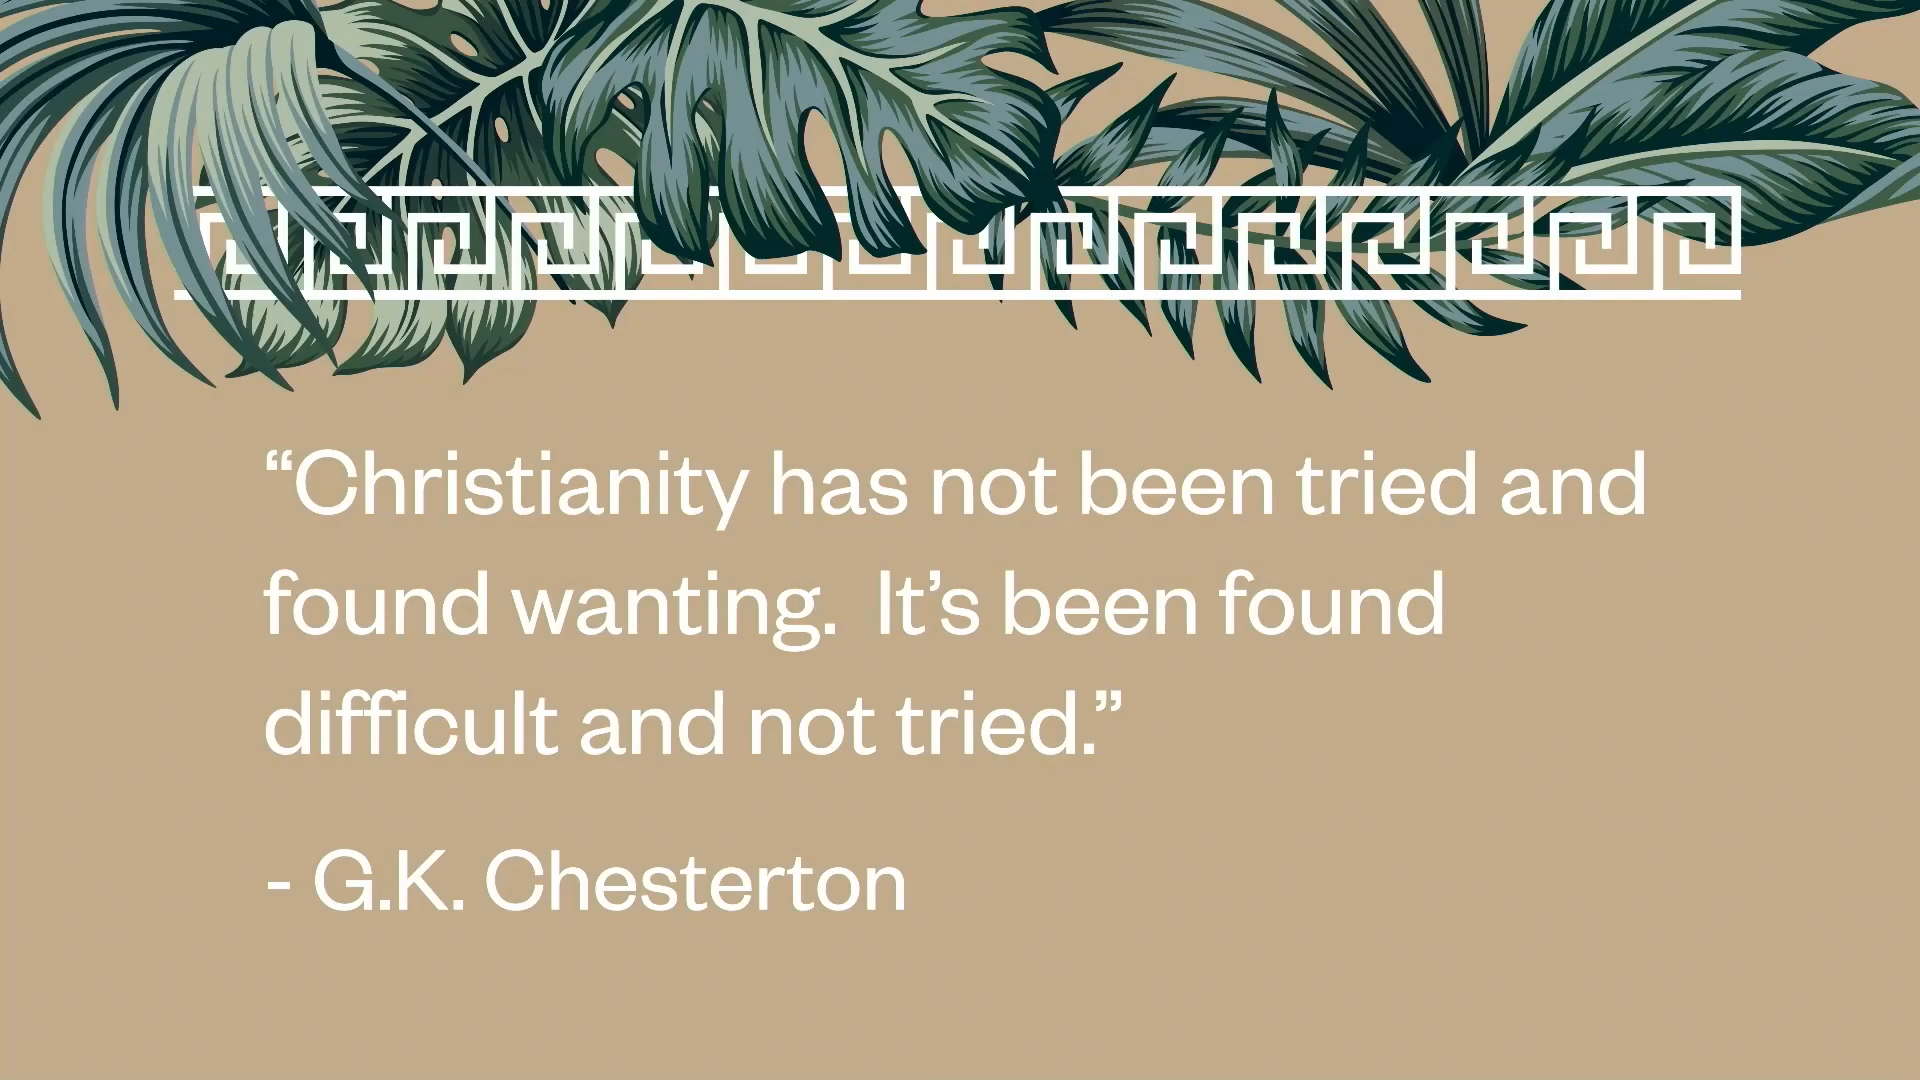 “Christianity has not been tried and
found wanting.  It’s been found
difficult and not tried.”
- G.K. Chesterton